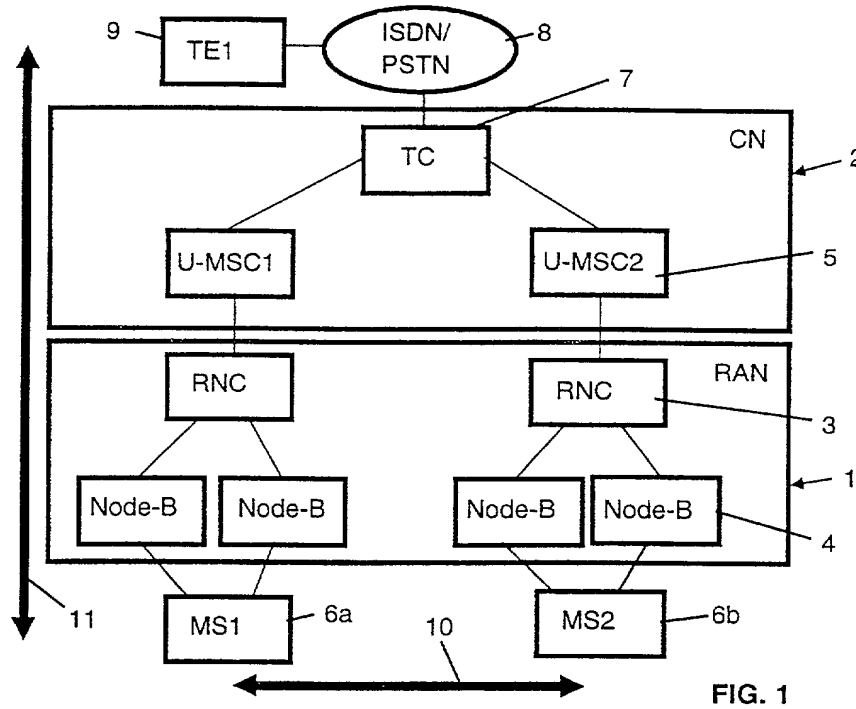 9
TE1
ISDN/
PSTN
8
7
TC
CN
2
U-MSC1
U-MSC2
5
RNC
RNC
RAN
3
Node-B
Node-B
Node-B
Node-B
1
4
11
MS1
6a
MS2
6b
10
FIG. 1